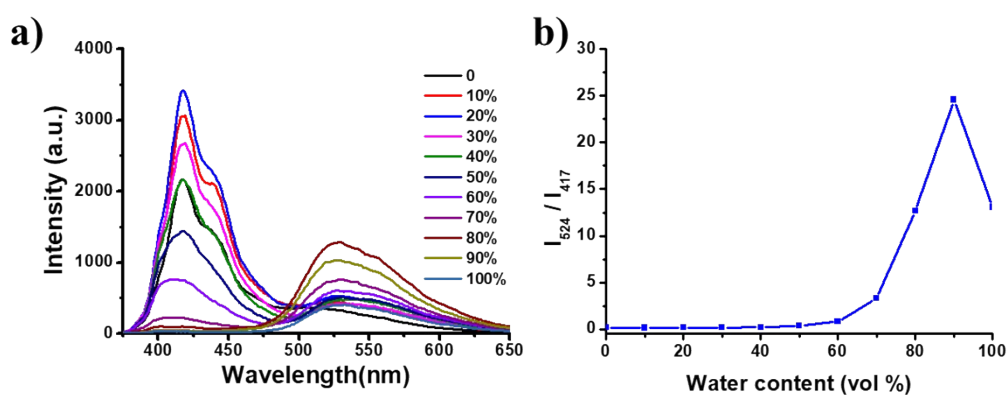 a)
4000
3000
2000
1000
0
Intensity (a.u.)
400 450 500 550 600 650
Wavelength(nm)
0
10%
20%
30%
40%
50%
60%
70%
80%
90%
100%
b)
30
25
20
15
10
5
0
I524 / I417
0 20 40 60 80 100
Water content (vol %)